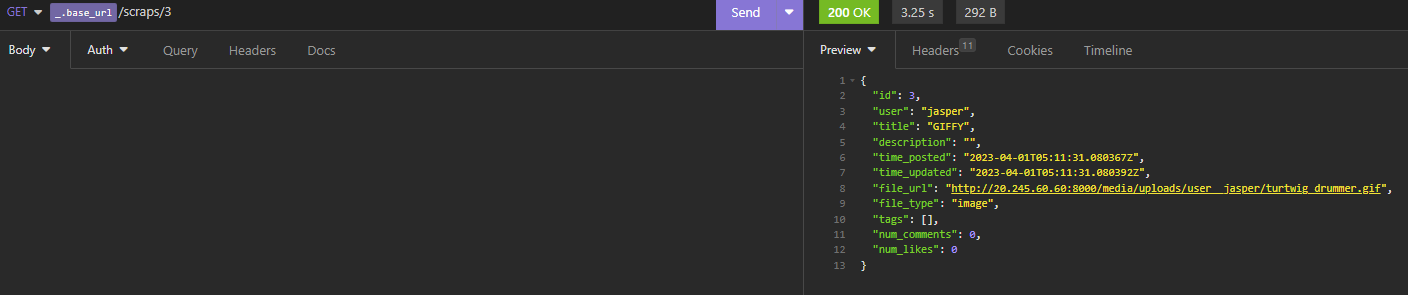 GET _.base_url /scraps/3 Send 200 OK 3.25 s 292 B
Body Auth Query Headers Docs Preview Headers 11 Cookies Timeline
1 {
2 "id": 3,
3 "user": "jasper",
4 "title": "GIFFY",
5 "description": "",
6 "time_posted": "2023-04-01T05:11:31.080367Z",
7 "time_updated": "2023-04-01T05:11:31.080392Z",
8 "file_url": "http://20.245.60.60:8000/media/uploads/user__jasper/turtwig_drummer.gif",
9 "file_type": "image",
10 "tags": [],
11 "num_comments": 0,
12 "num_likes": 0
13 }